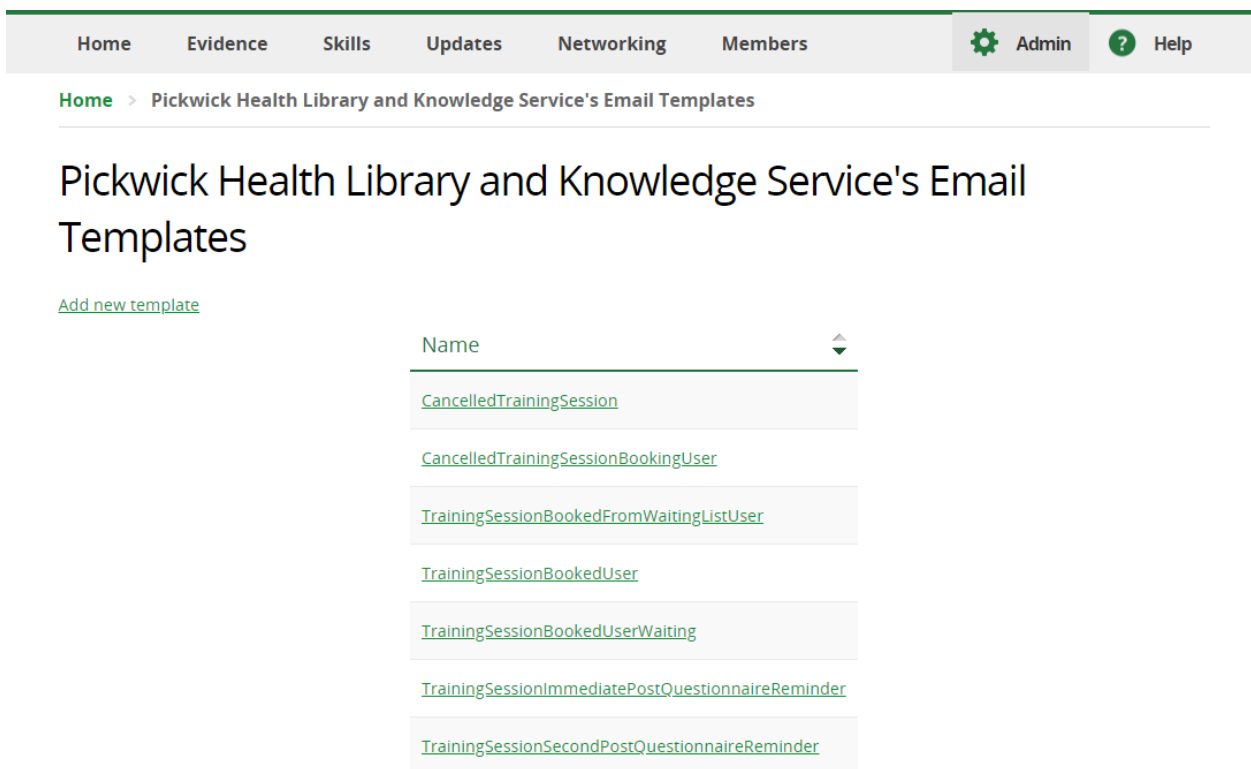 Home Evidence Skills Updates Networking Members Admin ? Help
Home > Pickwick Health Library and Knowledge Service's Email Templates
Pickwick Health Library and Knowledge Service's Email
Templates
Add new template
Name
CancelledTrainingSession
CancelledTrainingSessionBookingUser
TrainingSessionBookedFromWaitingListUser
TrainingSessionBookedUser
TrainingSessionBookedUserWaiting
TrainingSessionImmediatePostQuestionnaireReminder
TrainingSessionSecondPostQuestionnaireReminder